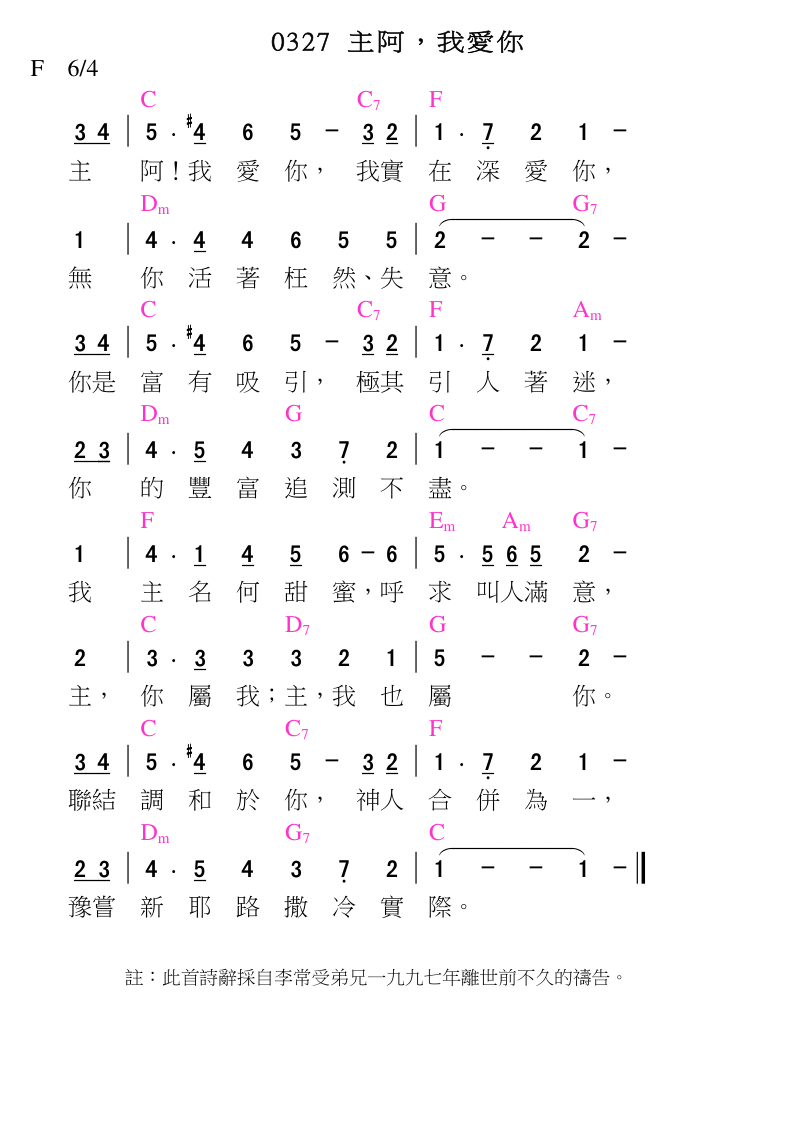 0327 主阿，我愛你
F 6/4
C C7 F
3 4 | 5 . #4 6 5 － 3 2 | 1 . 7 2 1 －
主 阿！我 愛 你， 我實 在 深 愛 你，
Dm G G7
1 | 4 . 4 4 6 5 5 | 2 － － 2 －
無 你 活 著 枉 然、失 意。
C C7 F Am
3 4 | 5 . #4 6 5 － 3 2 | 1 . 7 2 1 －
你是 富 有 吸 引， 極其 引 人 著 迷，
Dm G C C7
2 3 | 4 . 5 4 3 7 2 | 1 － － 1 －
你 的 豐 富 追 測 不 盡。
F Em Am G7
1 | 4 . 1 4 5 6 － 6 | 5 . 5 6 5 2 －
我 主 名 何 甜 蜜，呼 求 叫人滿 意，
C D7 G G7
2 | 3 . 3 3 3 2 1 | 5 － － 2 －
主， 你 屬 我；主，我 也 屬 你。
C C7 F
3 4 | 5 . #4 6 5 － 3 2 | 1 . 7 2 1 －
聯結 調 和 於 你， 神人 合 併 為 一，
Dm G7 C
2 3 | 4 . 5 4 3 7 2 | 1 － － 1 － ‖
豫嘗 新 耶 路 撒 冷 實 際。
註：此首詩辭採自李常受弟兄一九九七年離世前不久的禱告。